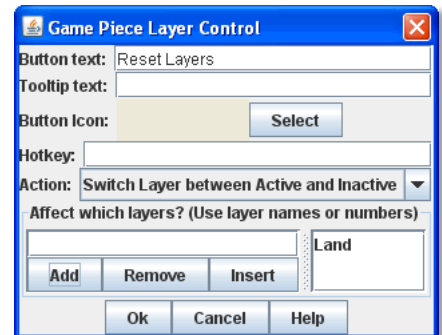 Game Piece Layer Control
Button text: Reset Layers
Tooltip text:
Button Icon: Select
Hotkey:
Action: Switch Layer between Active and Inactive
Affect which layers? (Use layer names or numbers)
Land
Add Remove Insert
Ok Cancel Help